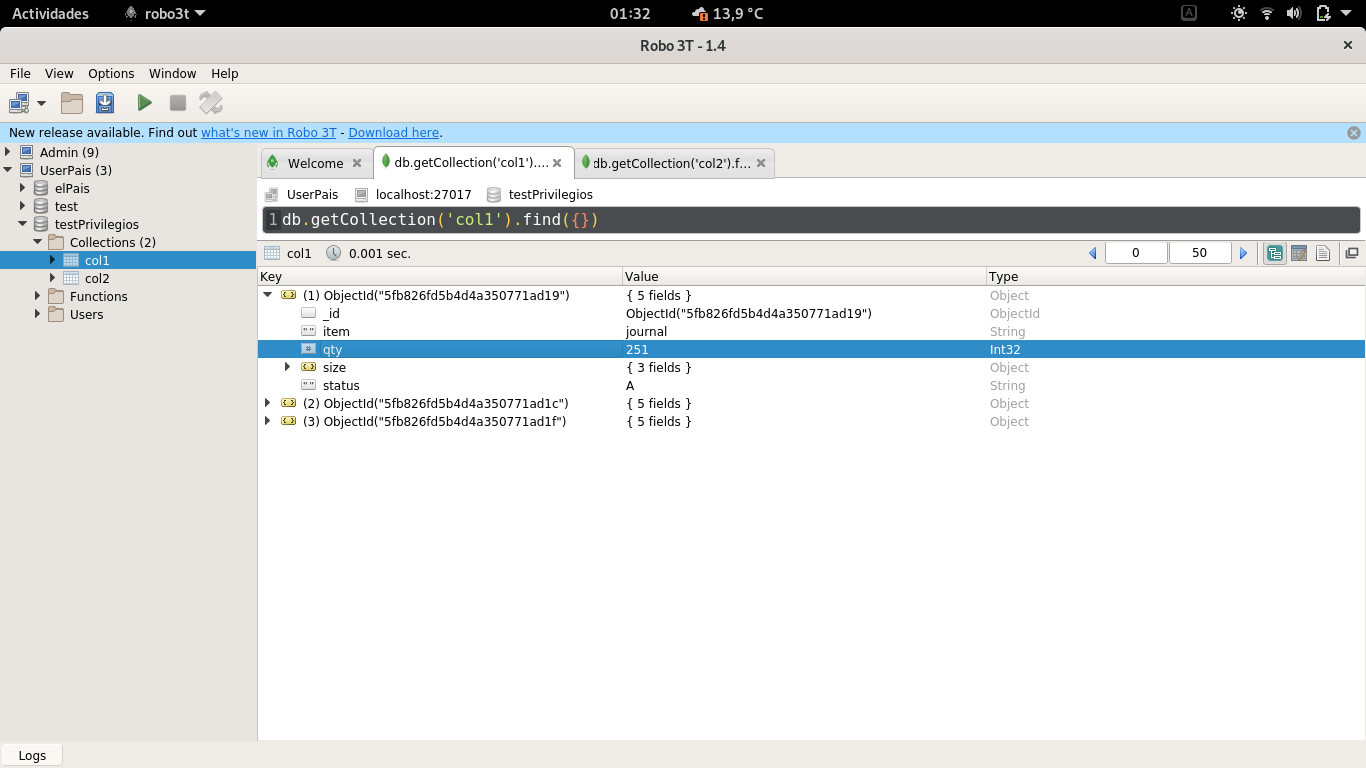 Actividades robo3t 01:32 13,9 °C A
Robo 3T - 1.4
File View Options Window Help
New release available. Find out what's new in Robo 3T - Download here.
Admin (9)
UserPais (3)
elPais
test
testPrivilegios
Collections (2)
col1
col2
Functions
Users
Welcome db.getCollection('col1').... db.getCollection('col2').f...
UserPais localhost:27017 testPrivilegios
1 db.getCollection('col1').find({})
col1 0.001 sec. 0 50
Key Value Type
(1) ObjectId("5fb826fd5b4d4a350771ad19") { 5 fields } Object
_id ObjectId("5fb826fd5b4d4a350771ad19") ObjectId
" " item journal String
# qty 251 Int32
size { 3 fields } Object
" " status A String
(2) ObjectId("5fb826fd5b4d4a350771ad1c") { 5 fields } Object
(3) ObjectId("5fb826fd5b4d4a350771ad1f") { 5 fields } Object
Logs